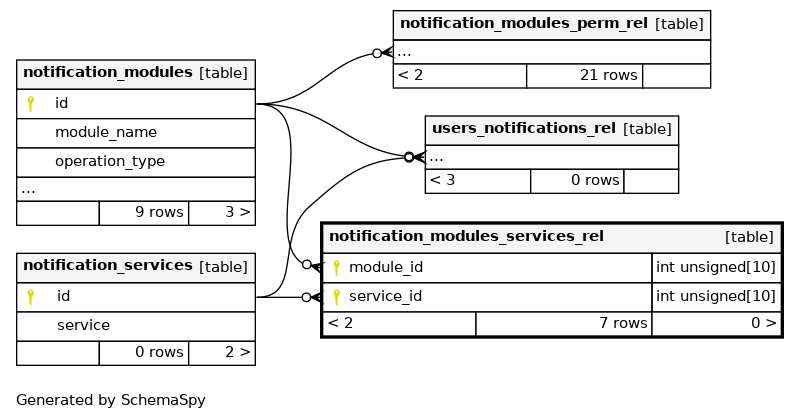 notification_modules_perm_rel [table]
...
< 2 21 rows
notification_modules [table]
id
module_name
operation_type
...
9 rows 3 >
users_notifications_rel [table]
...
< 3 0 rows
notification_modules_services_rel [table]
module_id int unsigned[10]
service_id int unsigned[10]
< 2 7 rows 0 >
notification_services [table]
id
service
0 rows 2 >
Generated by SchemaSpy